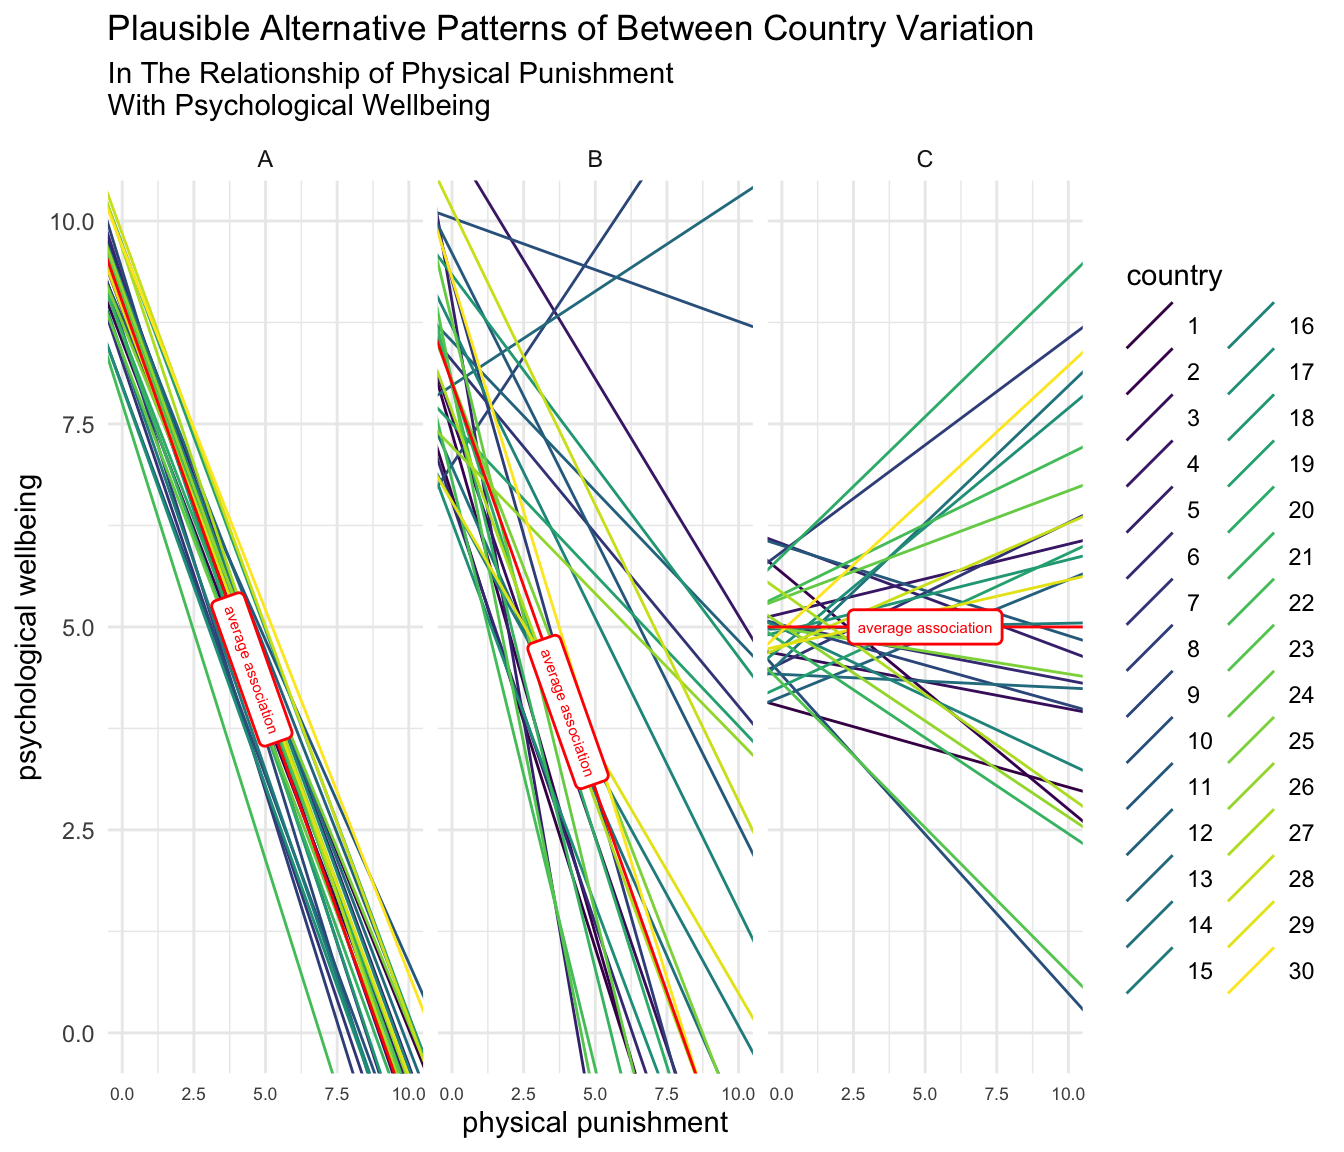 Plausible Alternative Patterns of Between Country Variation
In The Relationship of Physical Punishment
With Psychological Wellbeing
A
B
C
psychological wellbeing
10.0
7.5
5.0
2.5
0.0
average association
average association
average association
0.0 2.5 5.0 7.5 10.0
0.0 2.5 5.0 7.5 10.0
0.0 2.5 5.0 7.5 10.0
physical punishment
country
1
2
3
4
5
6
7
8
9
10
11
12
13
14
15
16
17
18
19
20
21
22
23
24
25
26
27
28
29
30